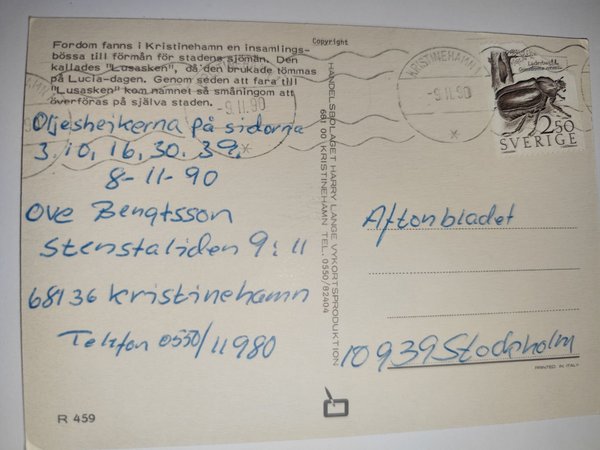 Fordom fanns i Kristinehamn en insamlings-
bössa till förmån för stadens sjömän. Den
kallades "Lusasken", då den brukade tömmas
på Lucia-dagen. Genom seden att fara till
"Lusasken" kom namnet så småningom att
överföras på själva staden.
Oljesheikerna på sidorna
3. 10, 16, 30. 39.
8-11-90
Ove Bengtsson
Stenstaliden 9: 11
68136 Kristinehamn
Telefon 0550/11980
R 459
Copyright
HANDELSBOLAGET HARRY LANGE VYKORTSPRODUKTION
681 00 KRISTINEHAMN TEL. 0550/82404
KRISTINEHAMN
-9.11.90
-9.11.90
2.50
SVERIGE
Aftonbladet
10939 Stockholm
PRINTED IN ITALY